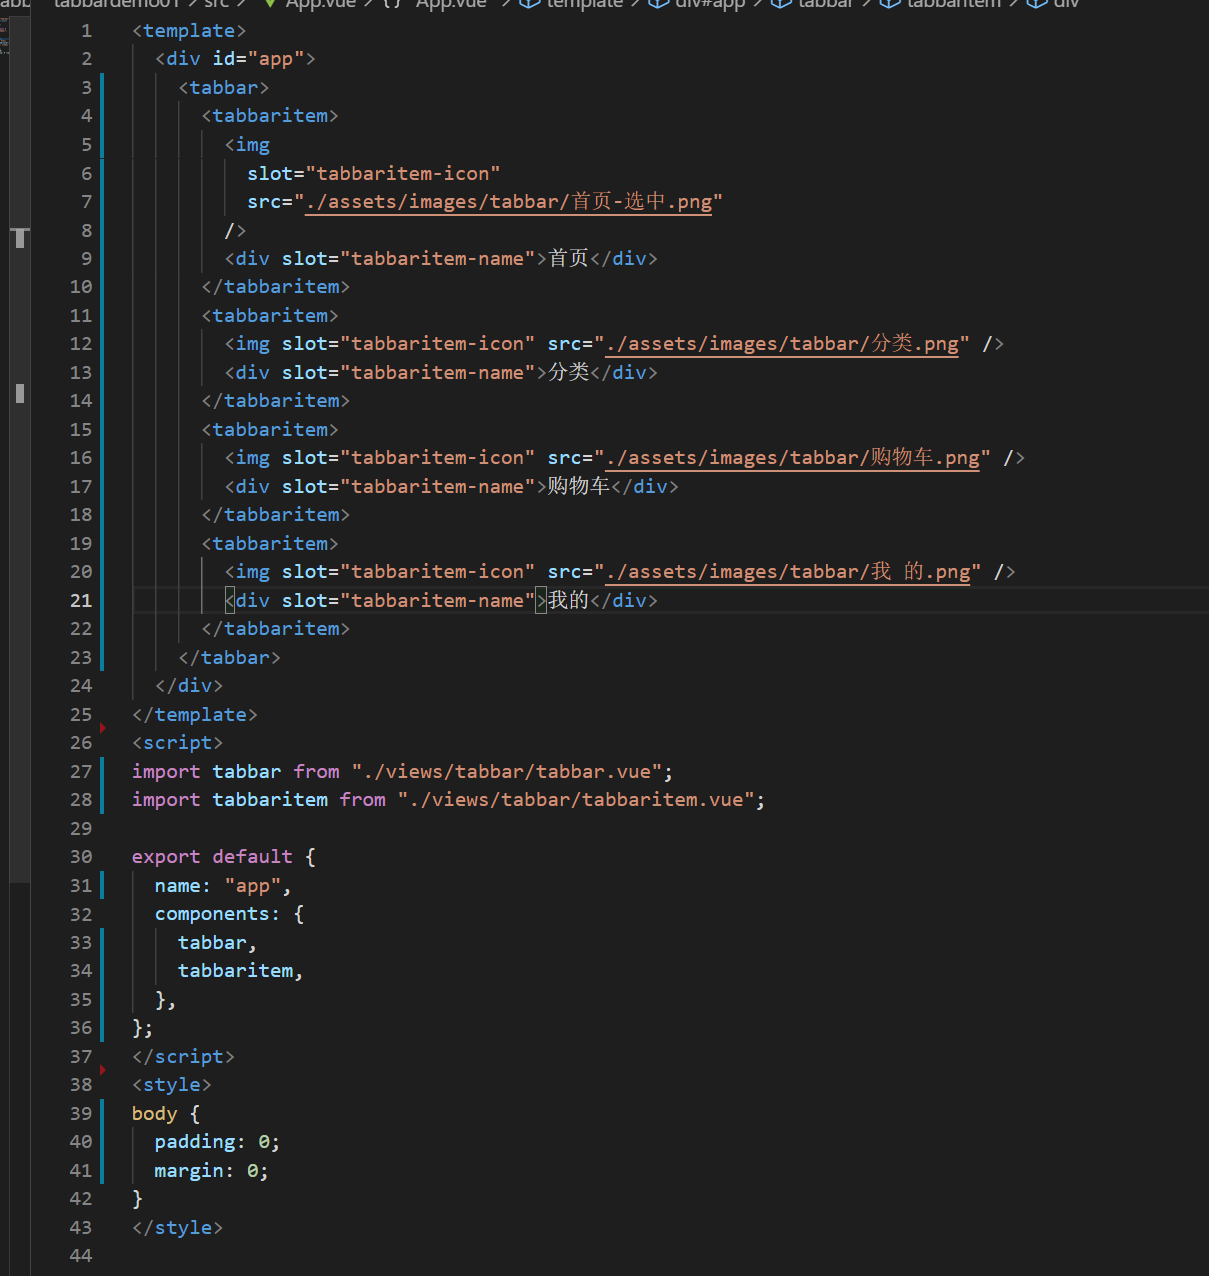 tabbardemo01 > src > App.vue > {} App.vue > template > div#app > tabbar > tabbaritem > div
1 <template>
2 <div id="app">
3 <tabbar>
4 <tabbaritem>
5 <img
6 slot="tabbaritem-icon"
7 src="./assets/images/tabbar/首页-选中.png"
8 />
9 <div slot="tabbaritem-name">首页</div>
10 </tabbaritem>
11 <tabbaritem>
12 <img slot="tabbaritem-icon" src="./assets/images/tabbar/分类.png" />
13 <div slot="tabbaritem-name">分类</div>
14 </tabbaritem>
15 <tabbaritem>
16 <img slot="tabbaritem-icon" src="./assets/images/tabbar/购物车.png" />
17 <div slot="tabbaritem-name">购物车</div>
18 </tabbaritem>
19 <tabbaritem>
20 <img slot="tabbaritem-icon" src="./assets/images/tabbar/我 的.png" />
21 <div slot="tabbaritem-name">我的</div>
22 </tabbaritem>
23 </tabbar>
24 </div>
25 </template>
26 <script>
27 import tabbar from "./views/tabbar/tabbar.vue";
28 import tabbaritem from "./views/tabbar/tabbaritem.vue";
29
30 export default {
31 name: "app",
32 components: {
33 tabbar,
34 tabbaritem,
35 },
36 };
37 </script>
38 <style>
39 body {
40 padding: 0;
41 margin: 0;
42 }
43 </style>
44